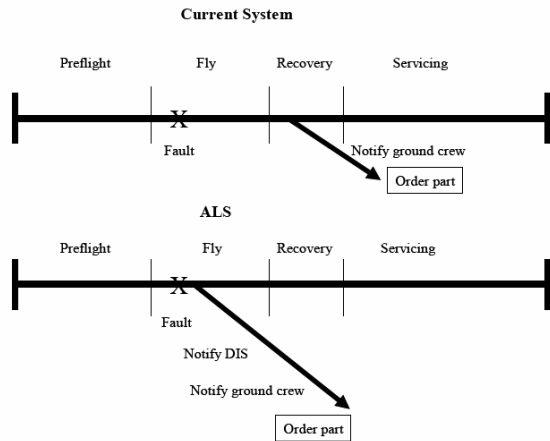 Current System
Preflight Fly Recovery Servicing
X
Fault
Notify ground crew
Order part
ALS
Preflight Fly Recovery Servicing
X
Fault
Notify DIS
Notify ground crew
Order part